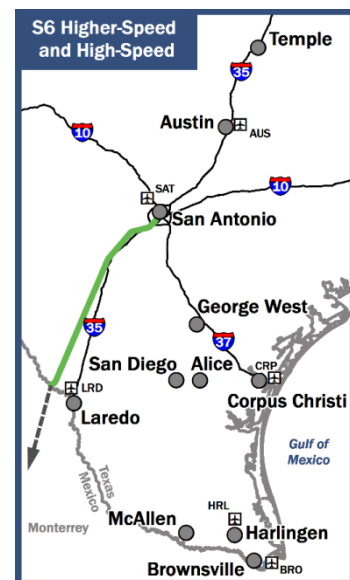 S6 Higher-Speed
and High-Speed
Temple
35
Austin
AUS
10
SAT
10
San Antonio
George West
35
37
San Diego
Alice
CRP
LRD
Corpus Christi
Laredo
Gulf of
Mexico
Texas
Mexico
HRL
Monterrey
McAllen
Harlingen
Brownsville
BRO